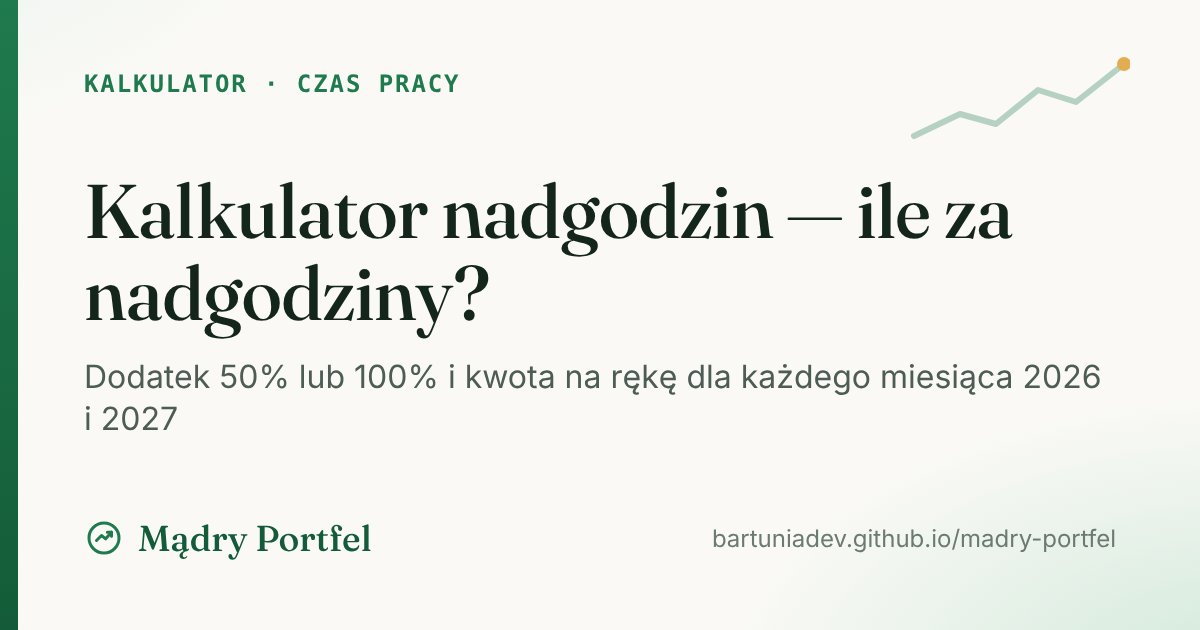 KALKULATOR · CZAS PRACY
Kalkulator nadgodzin — ile za
nadgodziny?
Dodatek 50% lub 100% i kwota na rękę dla każdego miesiąca 2026
i 2027
Mądry Portfel
bartuniadev.github.io/madry-portfel